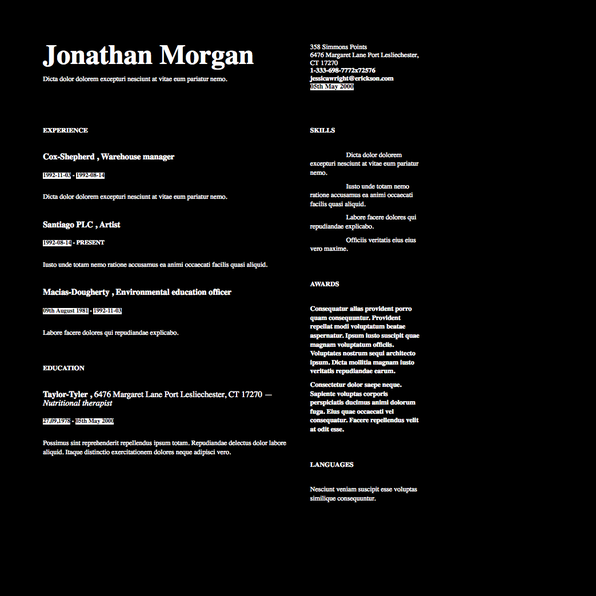 Jonathan Morgan
Dicta dolor dolorem excepturi nesciunt at vitae eum pariatur nemo.
358 Simmons Points
6476 Margaret Lane Port Lesliechester,
CT 17270
1-333-698-7772x72576
jessicawright@erickson.com
05th May 2000
EXPERIENCE
Cox-Shepherd , Warehouse manager
1992-11-03 - 1992-08-14
Dicta dolor dolorem excepturi nesciunt at vitae eum pariatur nemo.
Santiago PLC , Artist
1992-08-14 - PRESENT
Iusto unde totam nemo ratione accusamus ea animi occaecati facilis quasi aliquid.
Macias-Dougherty , Environmental education officer
09th August 1981 - 1992-11-03
Labore facere dolores qui repudiandae explicabo.
EDUCATION
Taylor-Tyler , 6476 Margaret Lane Port Lesliechester, CT 17270 —
Nutritional therapist
27.09.1978 - 05th May 2000
Possimus sint reprehenderit repellendus ipsum totam. Repudiandae delectus dolor labore
aliquid. Itaque distinctio exercitationem dolores neque adipisci vero.
SKILLS
Dicta dolor dolorem
excepturi nesciunt at vitae eum pariatur
nemo.
Iusto unde totam nemo
ratione accusamus ea animi occaecati
facilis quasi aliquid.
Labore facere dolores qui
repudiandae explicabo.
Officiis veritatis eius eius
vero maxime.
AWARDS
Consequatur alias provident porro
quam consequuntur. Provident
repellat modi voluptatum beatae
aspernatur. Ipsum iusto suscipit quae
magnam voluptatum officiis.
Voluptates nostrum sequi architecto
ipsum. Dicta mollitia magnam iusto
veritatis repudiandae earum.
Consectetur dolor saepe neque.
Sapiente voluptas corporis
perspiciatis ducimus animi dolorum
fuga. Eius quae occaecati vel
consequatur. Facere repellendus velit
at odit esse.
LANGUAGES
Nesciunt veniam suscipit esse voluptas
similique consequuntur.